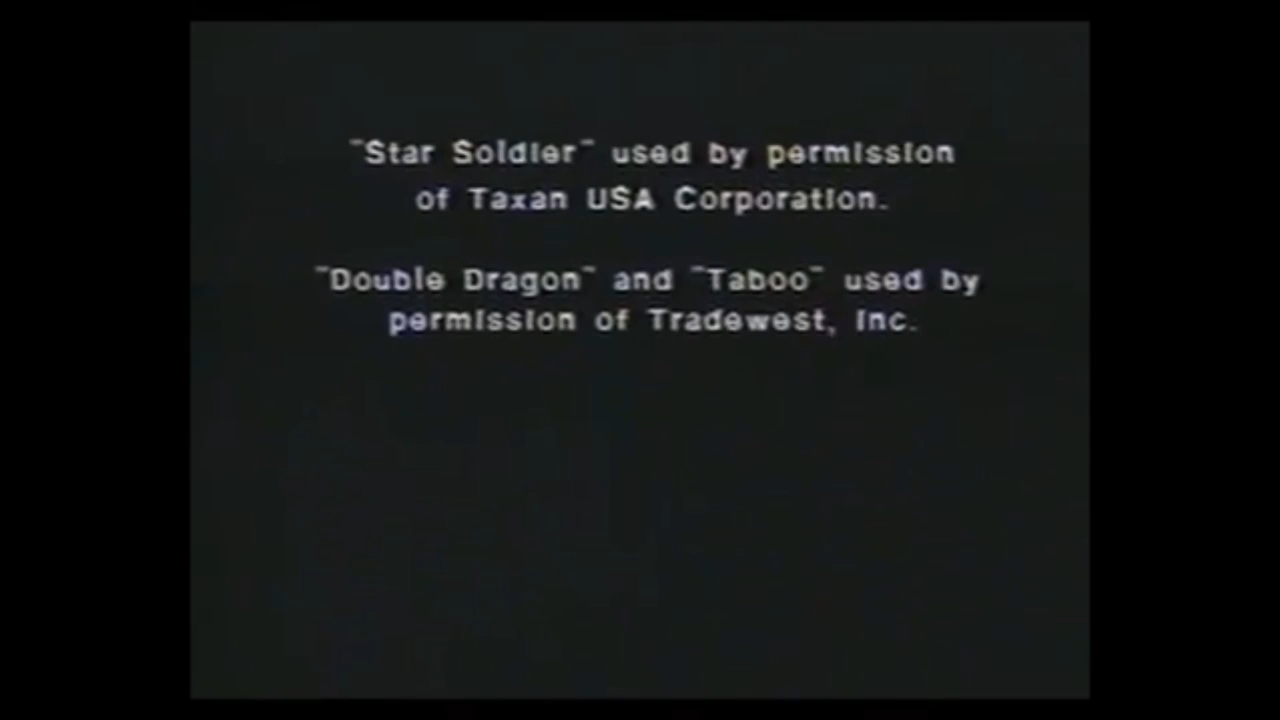 "Star Soldier" used by permission
of Taxan USA Corporation.
"Double Dragon" and "Taboo" used by
permission of Tradewest, Inc.